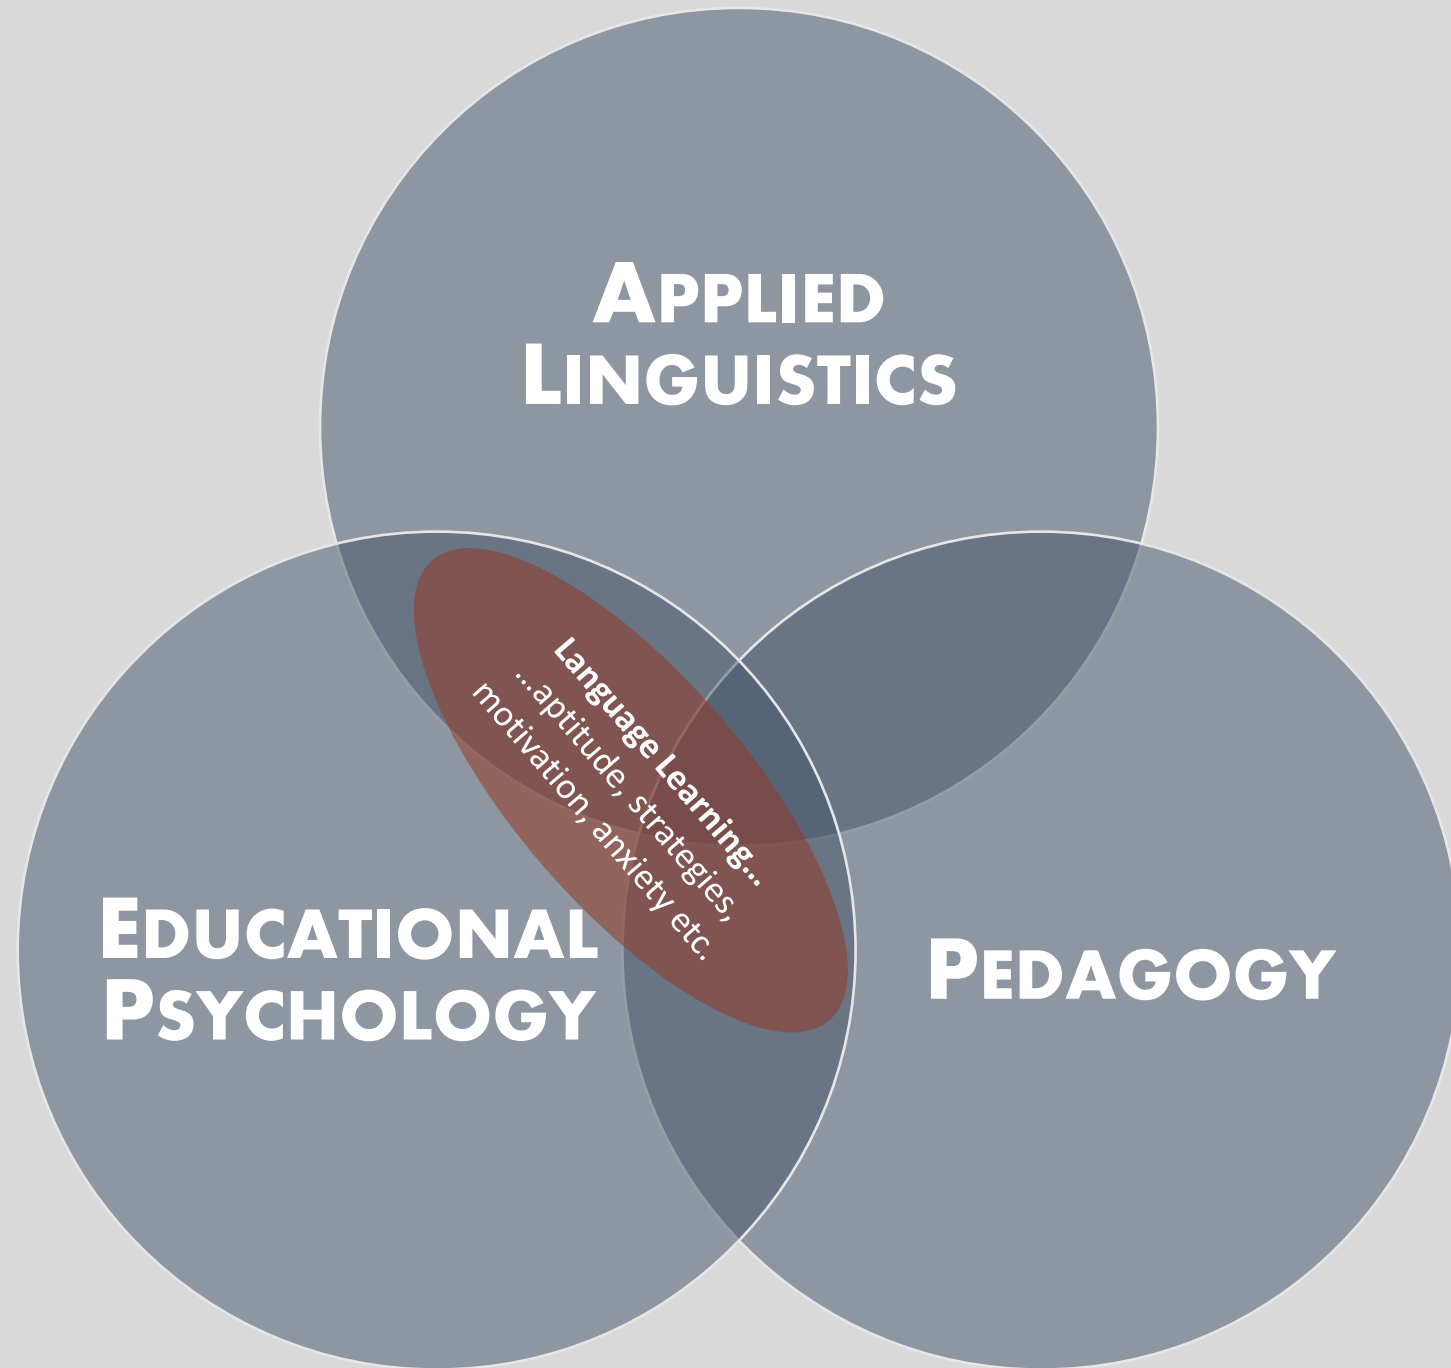 APPLIED
LINGUISTICS
Language Learning...
...aptitude, strategies,
motivation, anxiety etc.
EDUCATIONAL
PSYCHOLOGY
PEDAGOGY